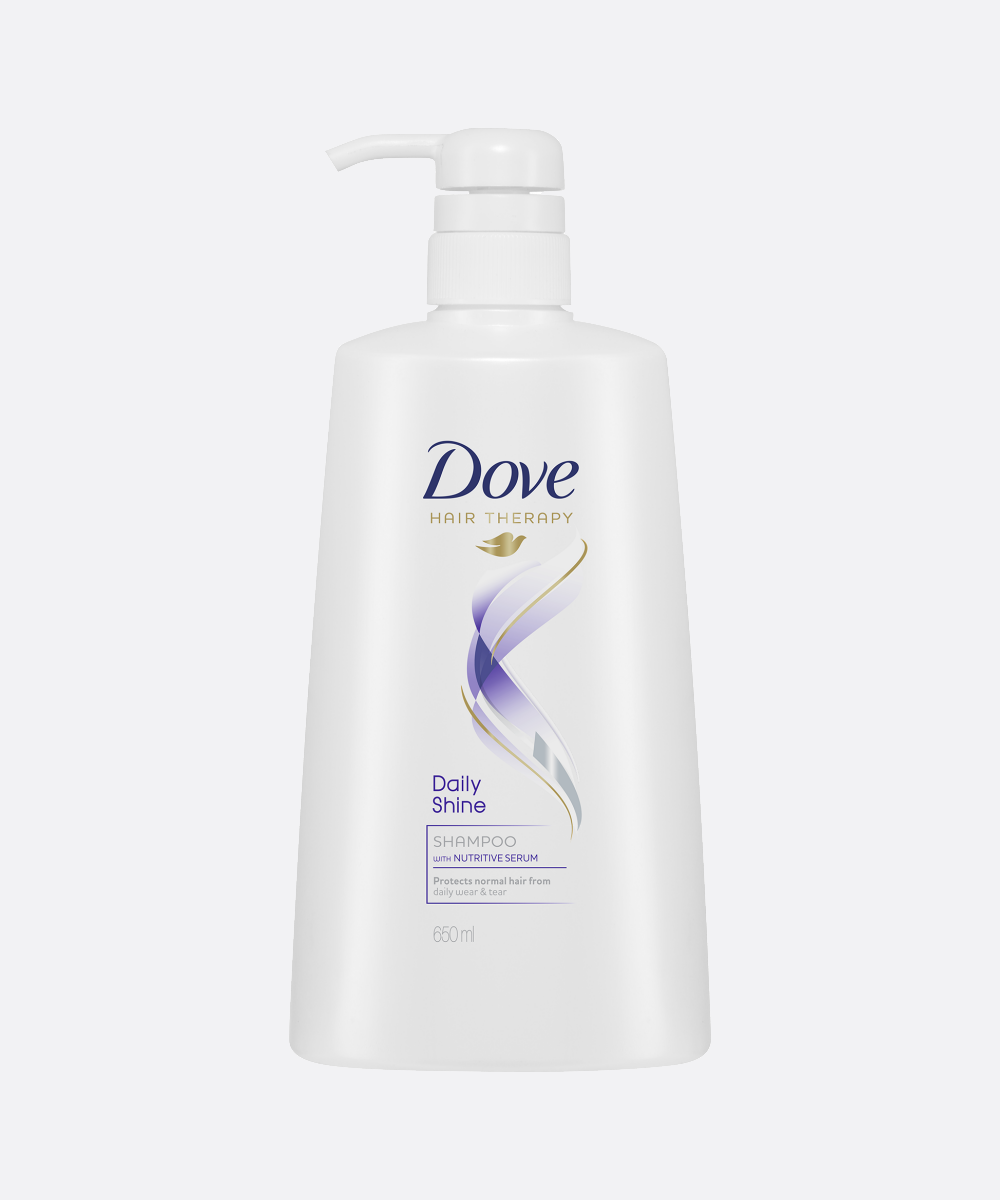 Dove
HAIR THERAPY
Daily
Shine
SHAMPOO
WITH NUTRITIVE SERUM
Protects normal hair from
daily wear & tear
650 ml